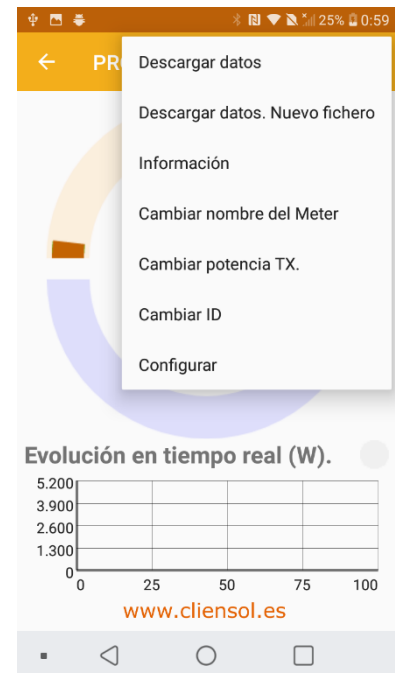 25% 0:59
PR
Descargar datos
Descargar datos. Nuevo fichero
Información
Cambiar nombre del Meter
Cambiar potencia TX.
Cambiar ID
Configurar
Evolución en tiempo real (W).
5.200
3.900
2.600
1.300
0
0 25 50 75 100
www.cliensol.es